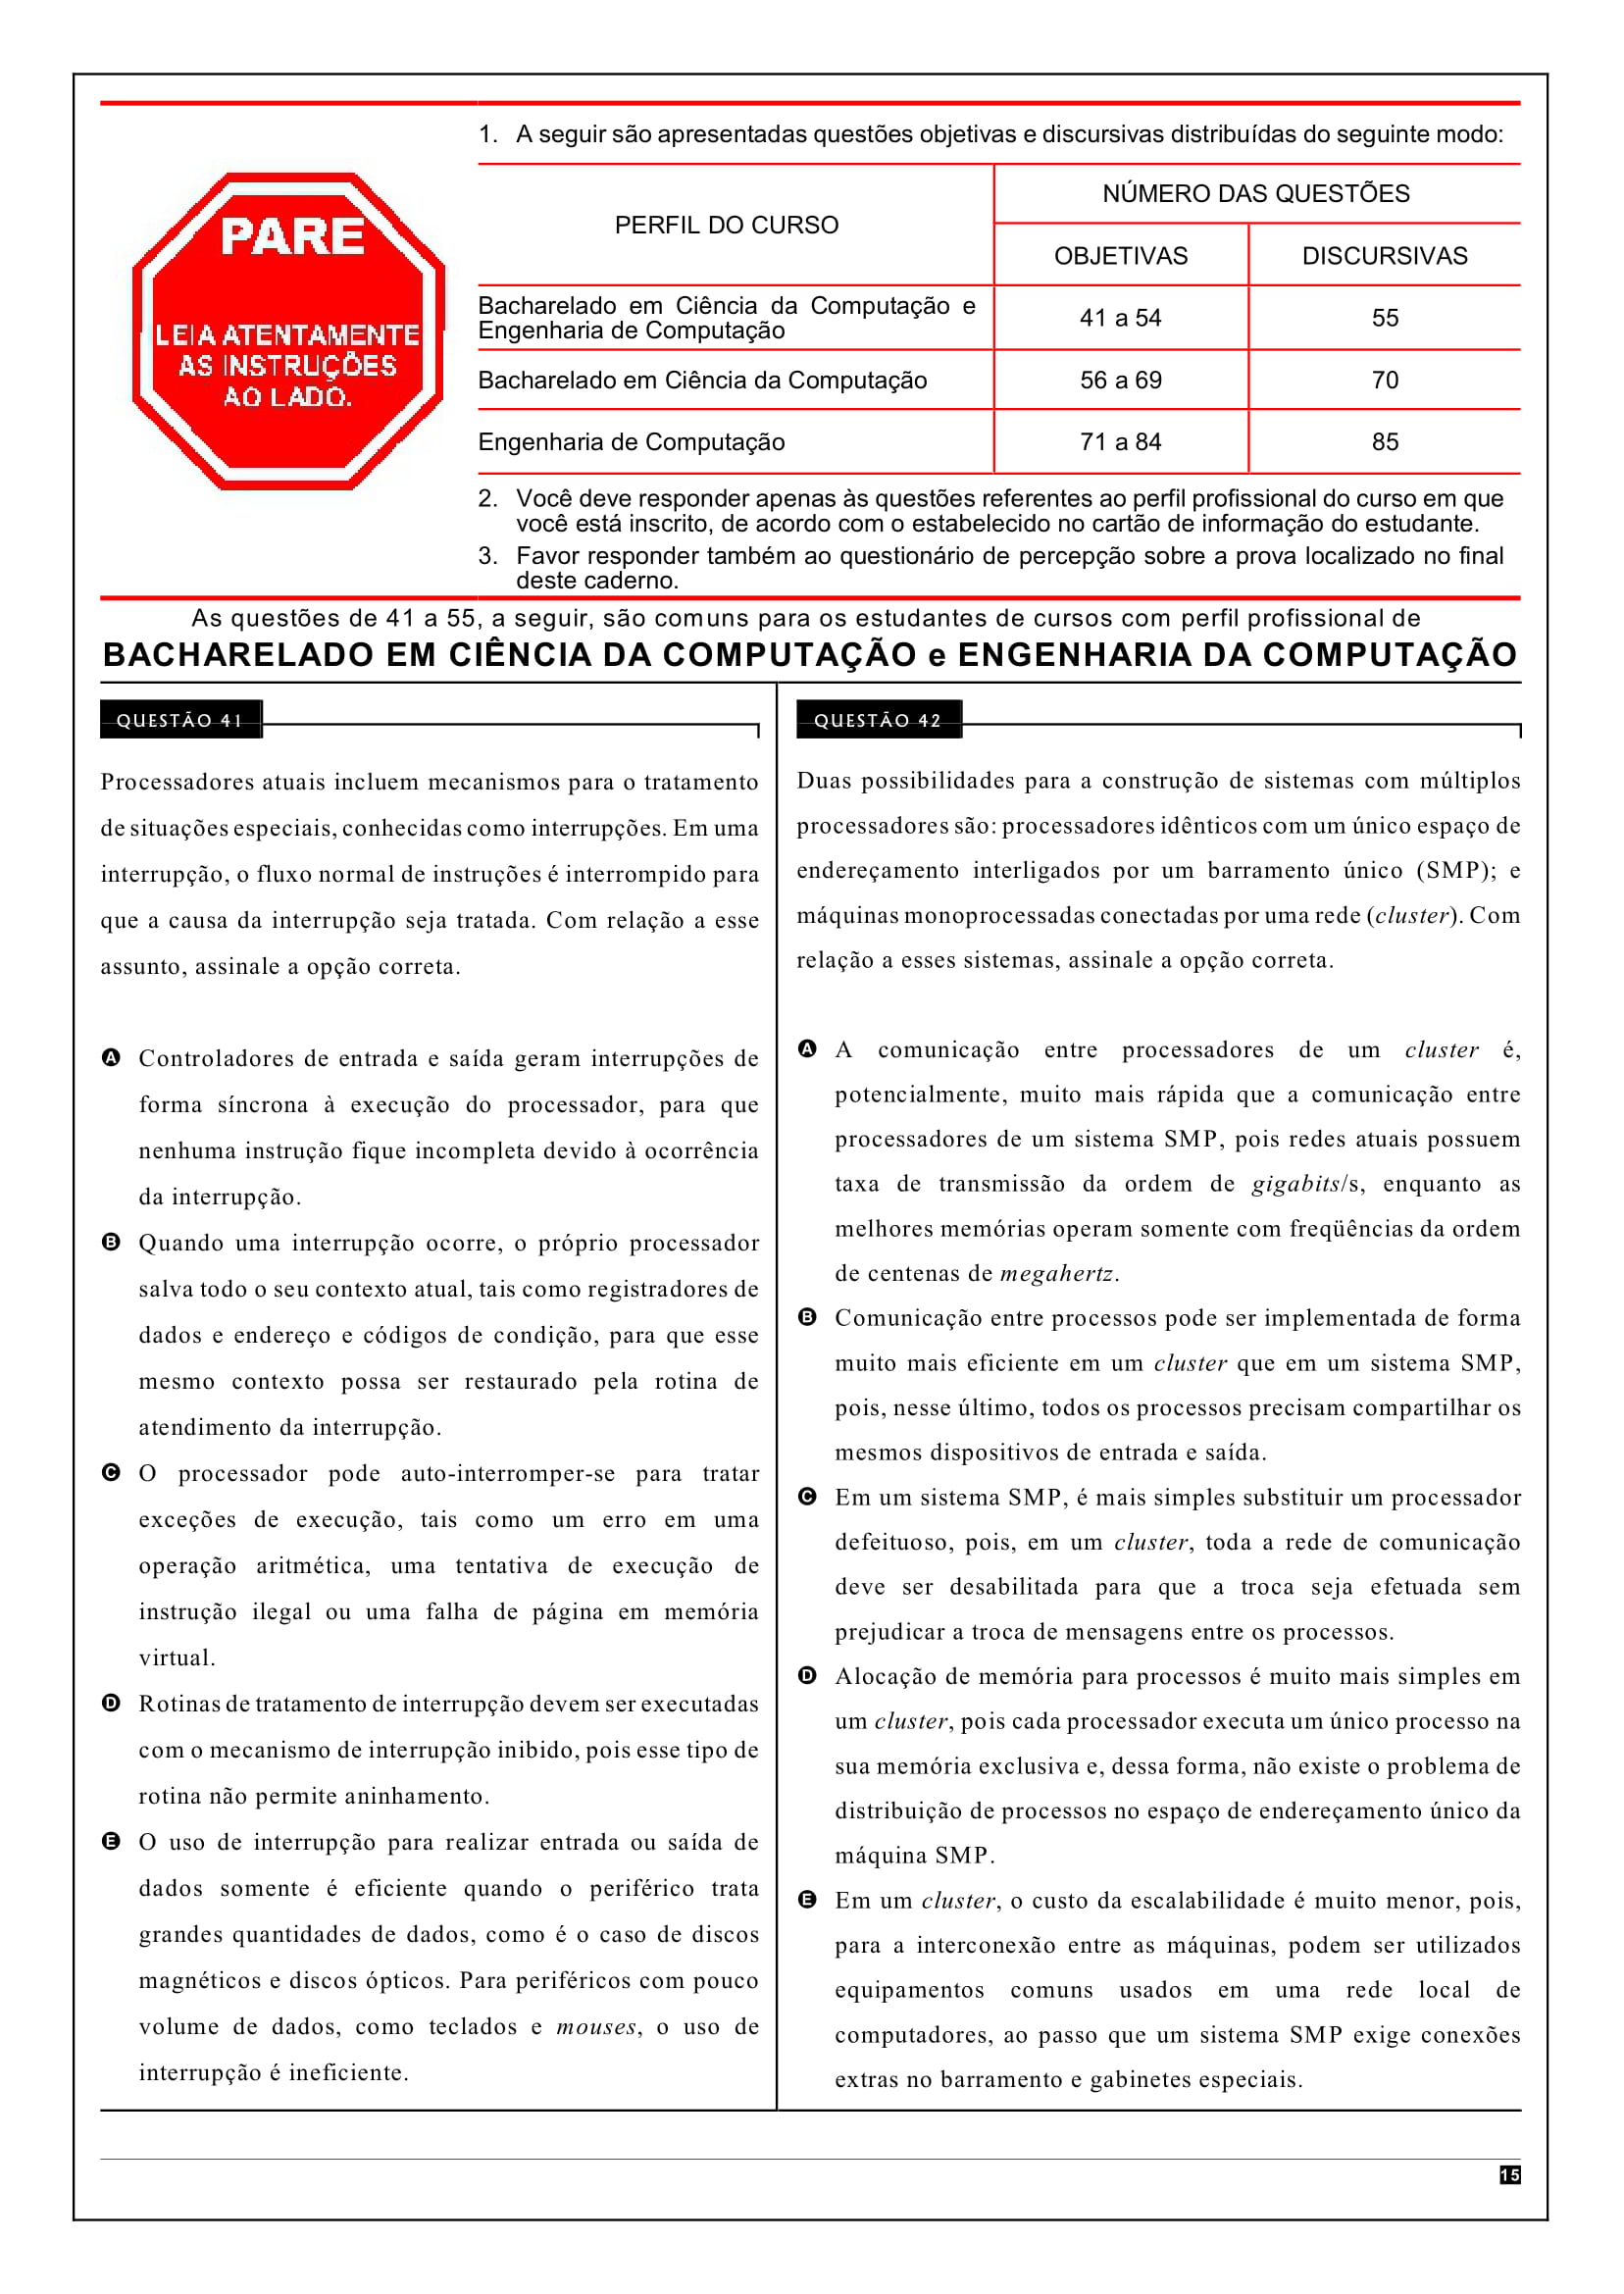 PARE
LEIA ATENTAMENTE
AS INSTRUÇÕES
AO LADO.
1. A seguir são apresentadas questões objetivas e discursivas distribuídas do seguinte modo:
PERFIL DO CURSO
NÚMERO DAS QUESTÕES
OBJETIVAS
DISCURSIVAS
Bacharelado em Ciência da Computação e
Engenharia de Computação
41 a 54
55
Bacharelado em Ciência da Computação
56 a 69
70
Engenharia de Computação
71 a 84
85
2. Você deve responder apenas às questões referentes ao perfil profissional do curso em que
você está inscrito, de acordo com o estabelecido no cartão de informação do estudante.
3. Favor responder também ao questionário de percepção sobre a prova localizado no final
deste caderno.
As questões de 41 a 55, a seguir, são comuns para os estudantes de cursos com perfil profissional de
BACHARELADO EM CIÊNCIA DA COMPUTAÇÃO e ENGENHARIA DA COMPUTAÇÃO
QUESTÃO 41
Processadores atuais incluem mecanismos para o tratamento
de situações especiais, conhecidas como interrupções. Em uma
interrupção, o fluxo normal de instruções é interrompido para
que a causa da interrupção seja tratada. Com relação a esse
assunto, assinale a opção correta.
A Controladores de entrada e saída geram interrupções de
forma síncrona à execução do processador, para que
nenhuma instrução fique incompleta devido à ocorrência
da interrupção.
B Quando uma interrupção ocorre, o próprio processador
salva todo o seu contexto atual, tais como registradores de
dados e endereço e códigos de condição, para que esse
mesmo contexto possa ser restaurado pela rotina de
atendimento da interrupção.
C O processador pode auto-interromper-se para tratar
exceções de execução, tais como um erro em uma
operação aritmética, uma tentativa de execução de
instrução ilegal ou uma falha de página em memória
virtual.
D Rotinas de tratamento de interrupção devem ser executadas
com o mecanismo de interrupção inibido, pois esse tipo de
rotina não permite aninhamento.
E O uso de interrupção para realizar entrada ou saída de
dados somente é eficiente quando o periférico trata
grandes quantidades de dados, como é o caso de discos
magnéticos e discos ópticos. Para periféricos com pouco
volume de dados, como teclados e mouses, o uso de
interrupção é ineficiente.
QUESTÃO 42
Duas possibilidades para a construção de sistemas com múltiplos
processadores são: processadores idênticos com um único espaço de
endereçamento interligados por um barramento único (SMP); e
máquinas monoprocessadas conectadas por uma rede (cluster). Com
relação a esses sistemas, assinale a opção correta.
A A comunicação entre processadores de um cluster é,
potencialmente, muito mais rápida que a comunicação entre
processadores de um sistema SMP, pois redes atuais possuem
taxa de transmissão da ordem de gigabits/s, enquanto as
melhores memórias operam somente com freqüências da ordem
de centenas de megahertz.
B Comunicação entre processos pode ser implementada de forma
muito mais eficiente em um cluster que em um sistema SMP,
pois, nesse último, todos os processos precisam compartilhar os
mesmos dispositivos de entrada e saída.
C Em um sistema SMP, é mais simples substituir um processador
defeituoso, pois, em um cluster, toda a rede de comunicação
deve ser desabilitada para que a troca seja efetuada sem
prejudicar a troca de mensagens entre os processos.
D Alocação de memória para processos é muito mais simples em
um cluster, pois cada processador executa um único processo na
sua memória exclusiva e, dessa forma, não existe o problema de
distribuição de processos no espaço de endereçamento único da
máquina SMP.
E Em um cluster, o custo da escalabilidade é muito menor, pois,
para a interconexão entre as máquinas, podem ser utilizados
equipamentos comuns usados em uma rede local de
computadores, ao passo que um sistema SMP exige conexões
extras no barramento e gabinetes especiais.
15